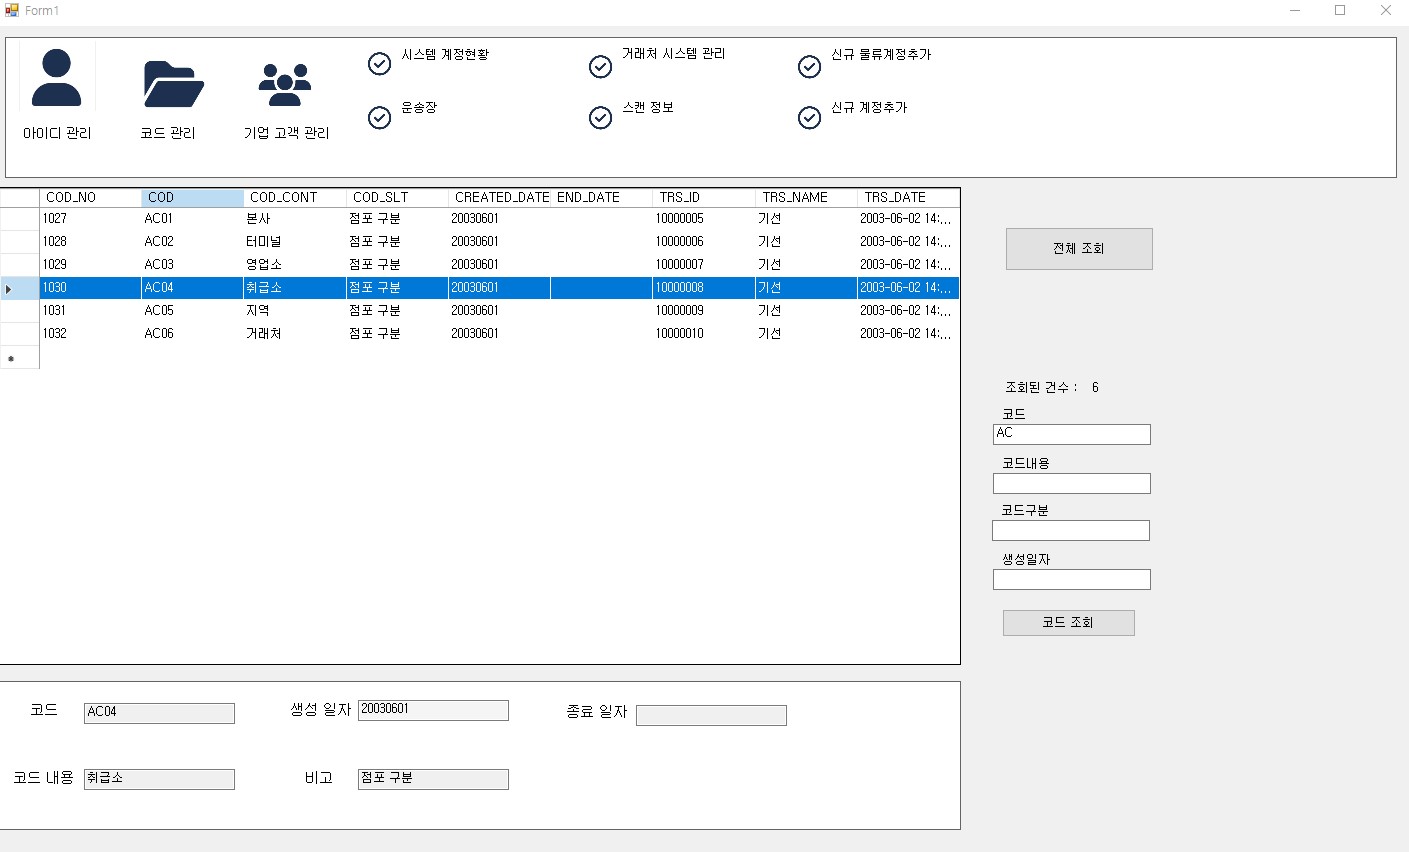 Form1
시스템 계정현황
거래처 시스템 관리
신규 물류계정추가
운송장
스캔 정보
신규 계정추가
아미디 관리
코드 관리
기업 고객 관리
COD_NO COD COD_CONT COD_SLT CREATED_DATE END_DATE TRS_ID TRS_NAME TRS_DATE
1027 AC01 본사 점포 구분 20030601 10000005 기선 2003-06-02 14:...
1028 AC02 터미널 점포 구분 20030601 10000006 기선 2003-06-02 14:...
1029 AC03 영업소 점포 구분 20030601 10000007 기선 2003-06-02 14:...
1030 AC04 취급소 점포 구분 20030601 10000008 기선 2003-06-02 14:...
1031 AC05 지역 점포 구분 20030601 10000009 기선 2003-06-02 14:...
1032 AC06 거래처 점포 구분 20030601 10000010 기선 2003-06-02 14:...
전체 조회
조회된 건수 : 6
코드
AC
코드내용
코드구분
생성일자
코드 조회
코드 AC04 생성 일자 20030601 종료 일자
코드 내용 취급소 비고 점포 구분